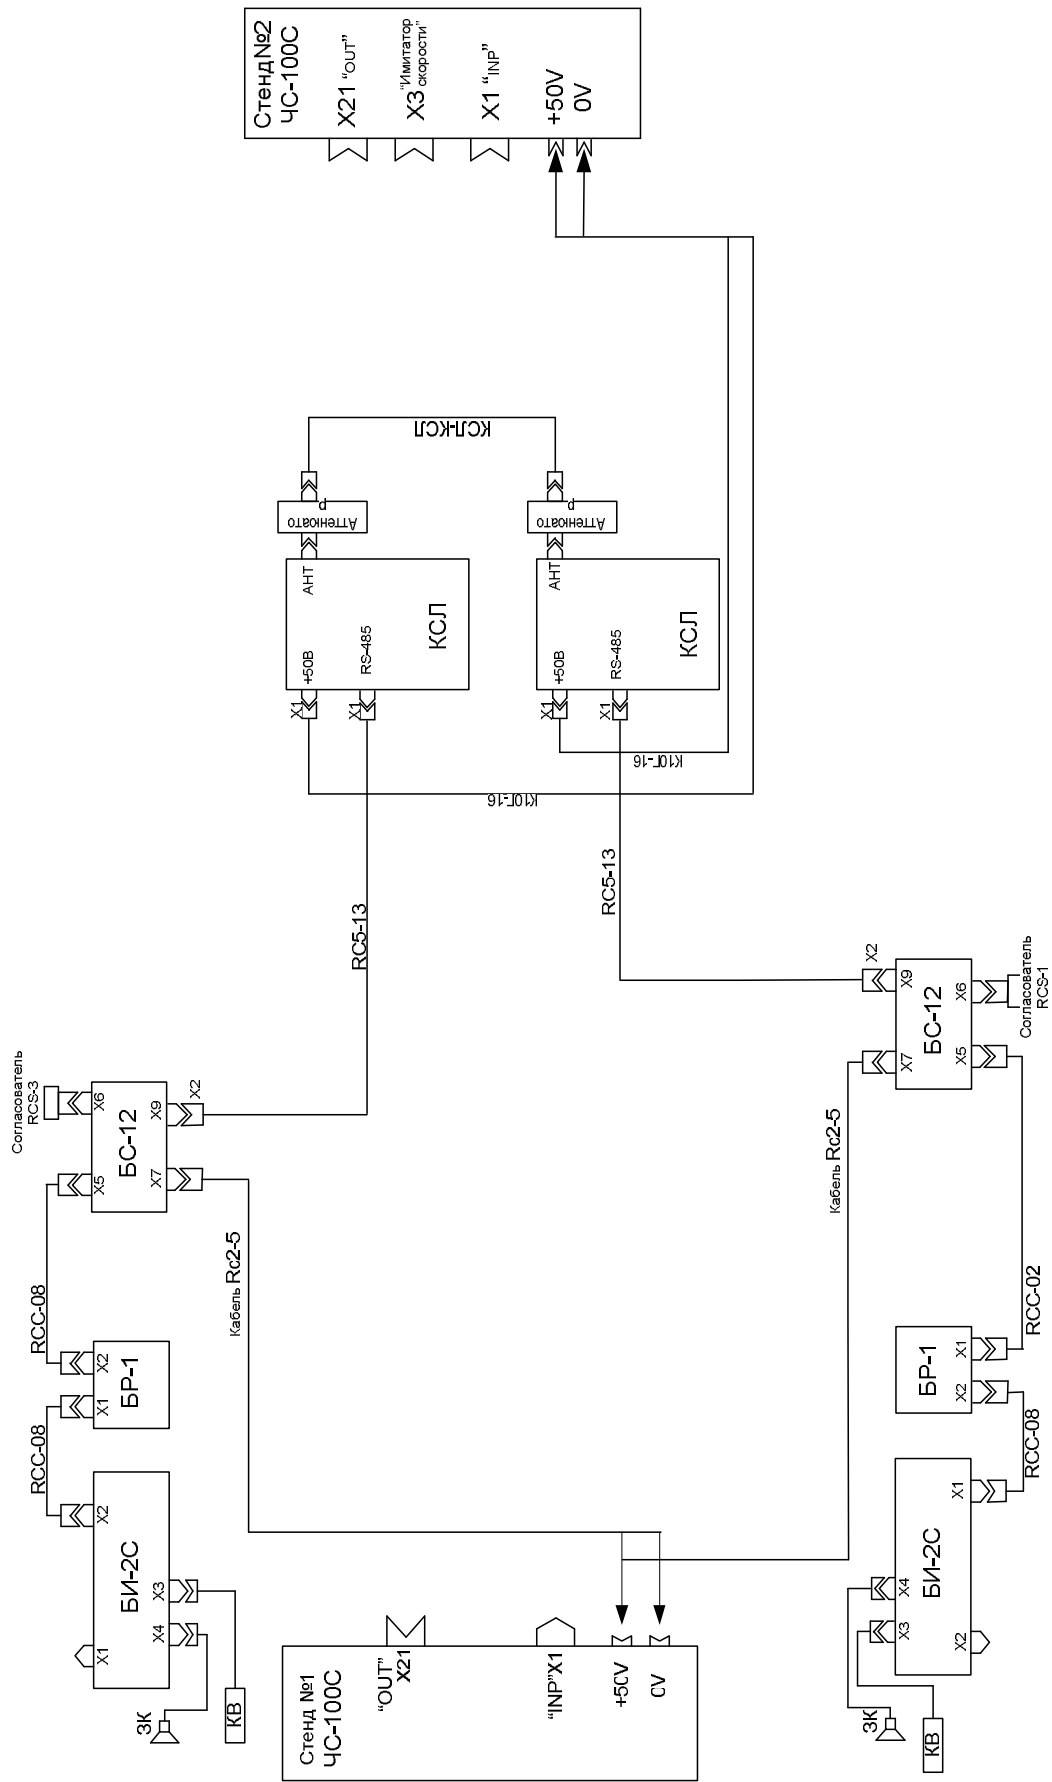 Стенд №2
ЧС-100С
X21 “OUT”
X3 “Имитатор
скорости”
X1 “INP”
+50V
0V
КСЛ-КСЛ
Аттенюато
р
АНТ
+50В
RS-485
КСЛ
X1
X1
Аттенюато
р
АНТ
+50В
RS-485
КСЛ
X1
X1
К10Г-16
К10Г-16
RC5-13
RC5-13
Согласователь
RCS-3
X6
X9
X2
БС-12
X5
X7
RCC-08
Кабель Rc2-5
X2
X1
БР-1
RCC-08
X2
БИ-2С
X3
X4
X1
ЗК
КВ
X2
X9
X6
Согласователь
RCS-1
БС-12
X7
X5
Кабель Rc2-5
RCC-02
X1
X2
БР-1
RCC-08
X1
БИ-2С
X4
X3
X2
ЗК
КВ
Стенд №1
ЧС-100С
“OUT”
X21
“INP”X1
+50V
0V